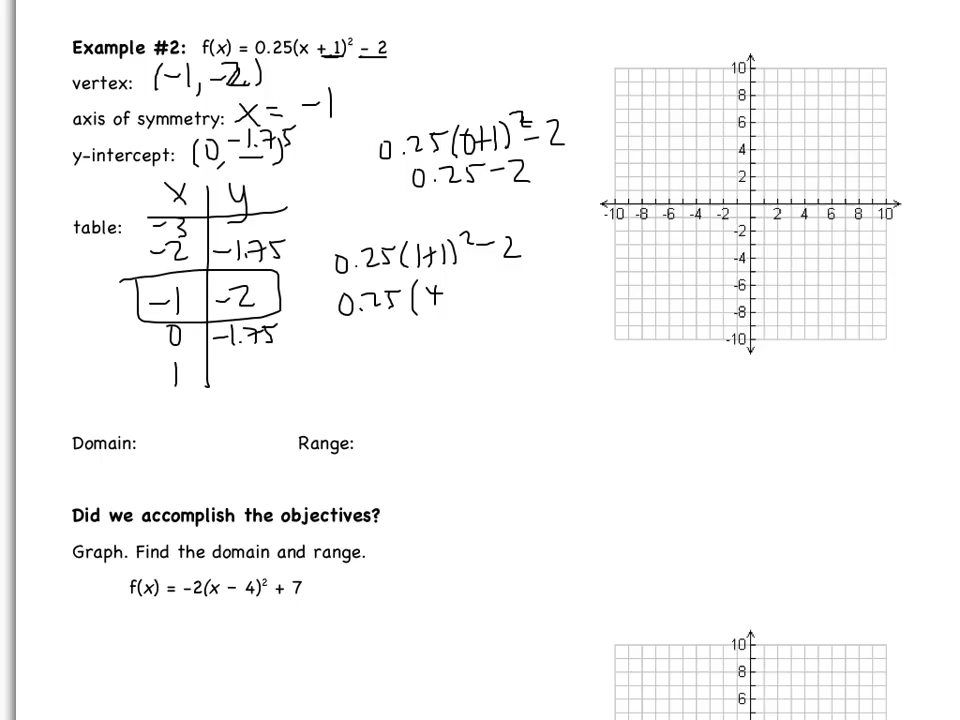 Example #2: f(x) = 0.25(x + 1)² - 2
vertex: (-1, -2)
axis of symmetry: x = -1
y-intercept: (0, -1.75)
0.25(0+1)² - 2
0.25 - 2
table:
x | y
-3
-2 | -1.75
-1 | -2
0 | -1.75
1
0.25(1+1)² - 2
0.25(4
10
8
6
4
2
-10 -8 -6 -4 -2 2 4 6 8 10
-2
-4
-6
-8
-10
Domain: Range:
Did we accomplish the objectives?
Graph. Find the domain and range.
f(x) = -2(x - 4)² + 7
10
8
6